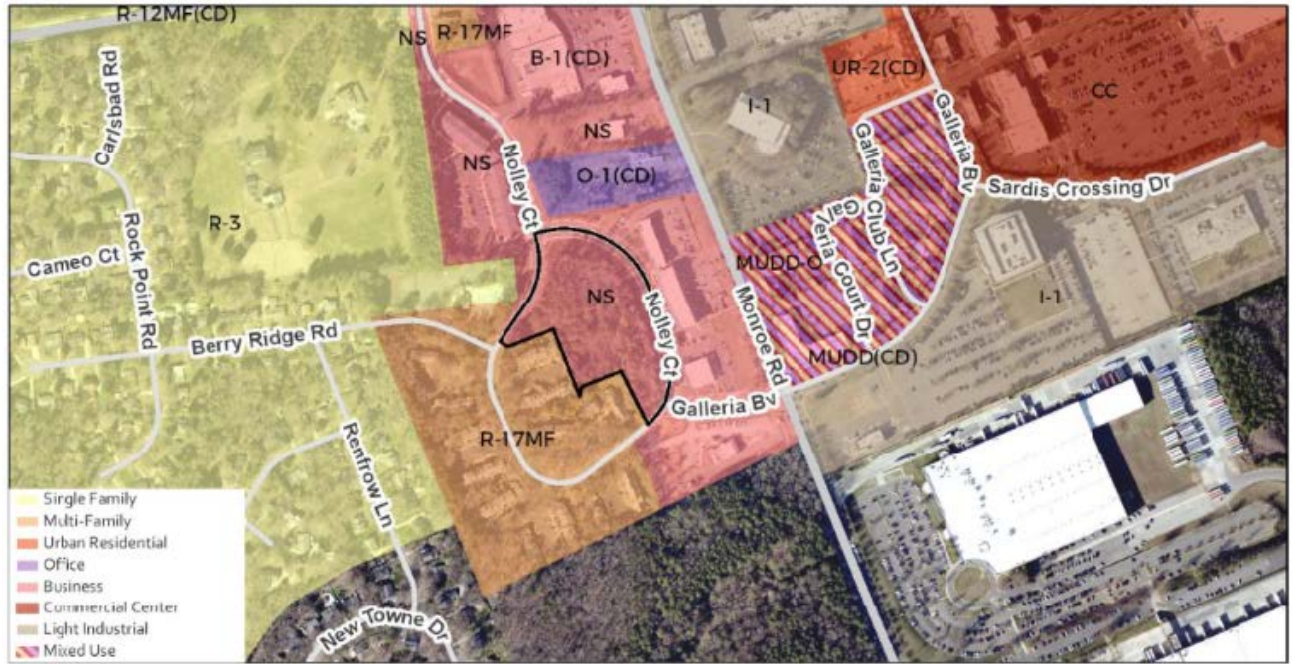 R-12MF(CD)
NS
R-17MF
B-1(CD)
UR-2(CD)
CC
I-1
Carlsbad Rd
NS
NS
Nolley Ct
O-1(CD)
Galleria Bv
Galleria Club Ln
Sardis Crossing Dr
R-3
Rock Point Rd
Cameo Ct
Galleria Court Dr
MUDD-O
NS
Nolley Ct
Monroe Rd
I-1
Berry Ridge Rd
MUDD(CD)
Galleria Bv
R-17MF
Renfrow Ln
New Towne Dr
Single Family
Multi-Family
Urban Residential
Office
Business
Commercial Center
Light Industrial
Mixed Use